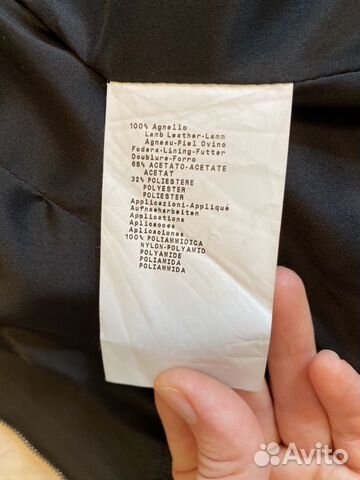 100% Agnello
Lamb Leather-Lamm
Agneau-Piel Ovino
Fodera-Lining-Futter
Doublure-Forro
68% ACETATO-ACETATE
ACETAT
32% POLIESTERE
POLYESTER
POLIESTER
Applicazioni-Appliqué
Aufnaeharbeiten
Applications
Aplicacoes
Aplicaciones
100% POLIAMMIDICA
NYLON-POLYAMID
POLYAMIDE
POLIAMIDA
POLIAMMIDA
Avito